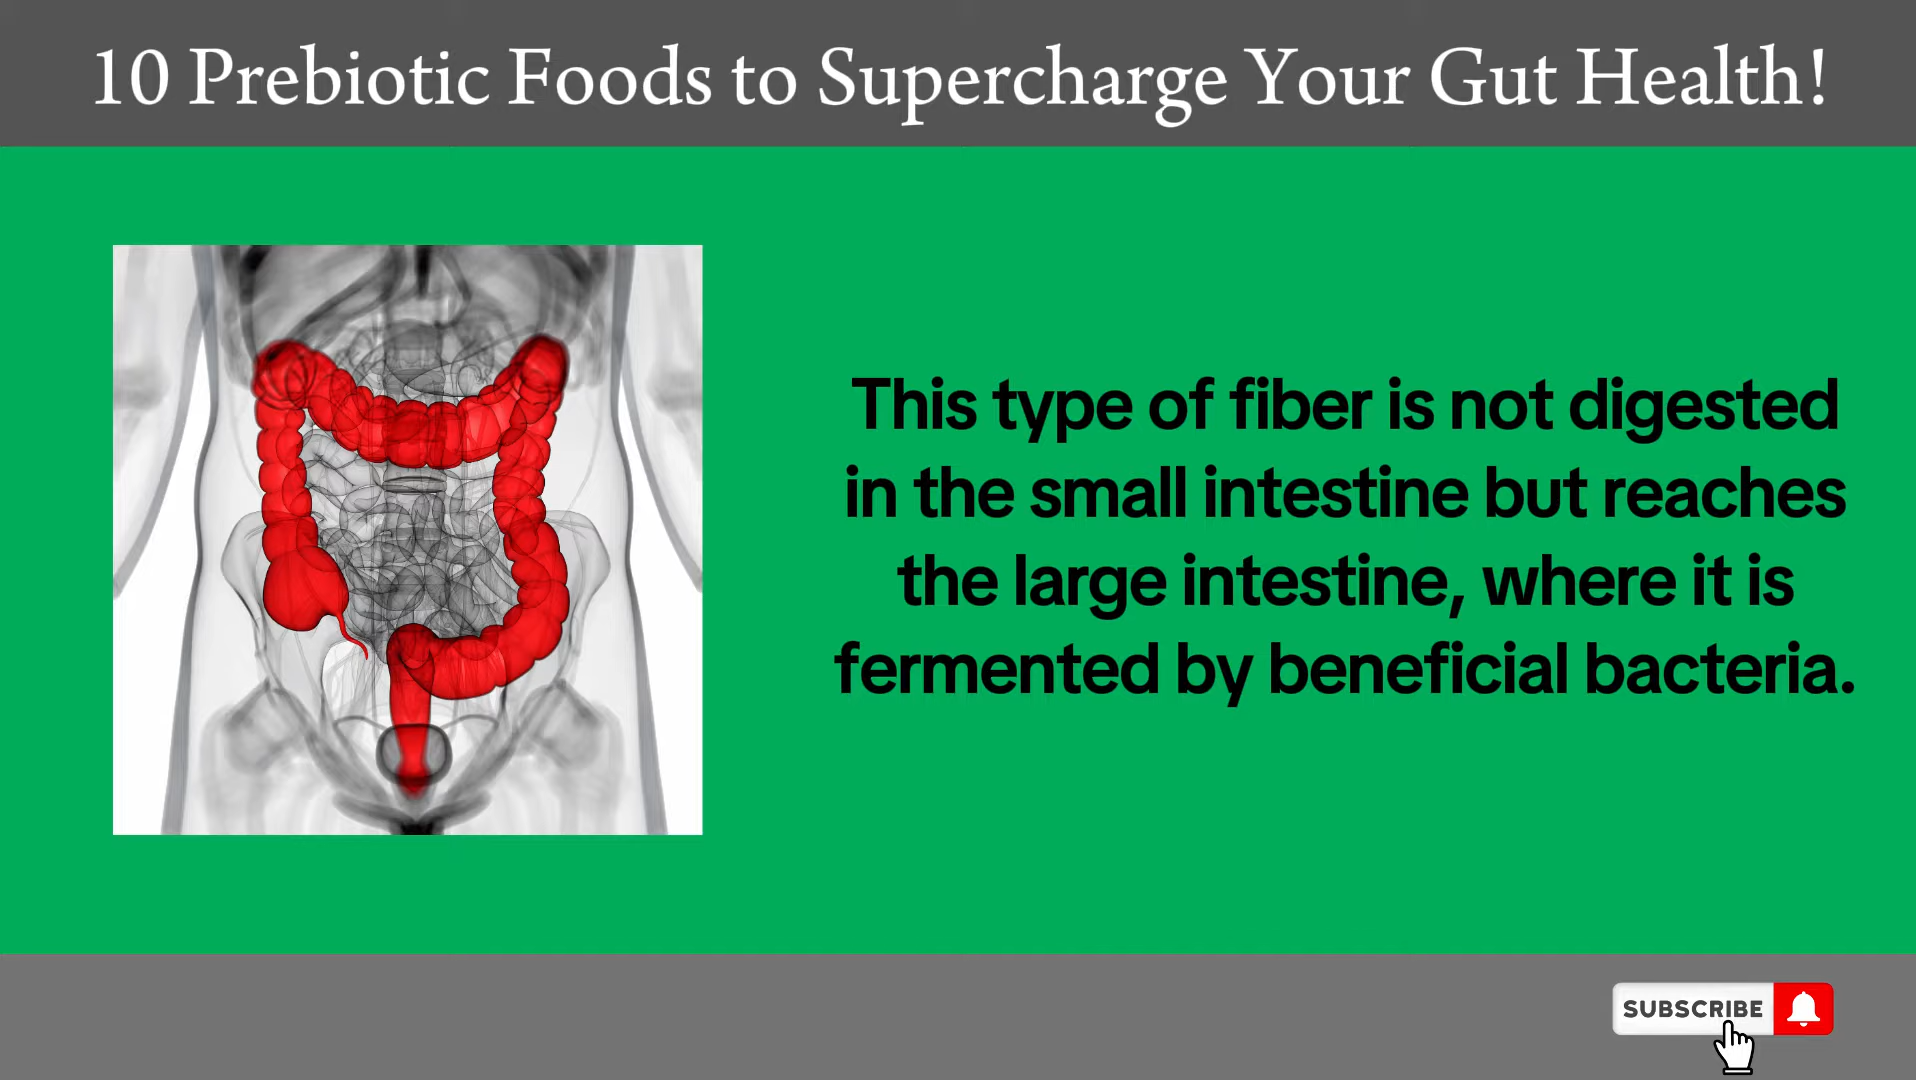 10 Prebiotic Foods to Supercharge Your Gut Health!
This type of fiber is not digested
in the small intestine but reaches
the large intestine, where it is
fermented by beneficial bacteria.
SUBSCRIBE